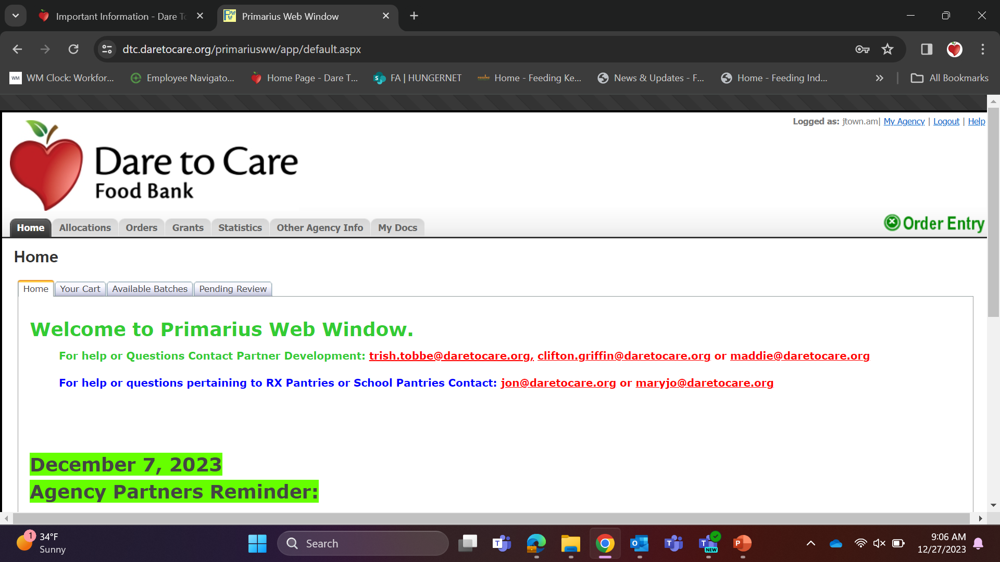 Important Information - Dare To
Primarius Web Window
dtc.daretocare.org/primariusww/app/default.aspx
WM WM Clock: Workfor...
Employee Navigato...
Home Page - Dare T...
S FA | HUNGERNET
FEEDING Home - Feeding Ke...
News & Updates - F...
Home - Feeding Ind...
All Bookmarks
Logged as: jtown.am| My Agency | Logout | Help
Dare to Care
Food Bank
Home
Allocations
Orders
Grants
Statistics
Other Agency Info
My Docs
Order Entry
Home
Home
Your Cart
Available Batches
Pending Review
Welcome to Primarius Web Window.
For help or Questions Contact Partner Development: trish.tobbe@daretocare.org, clifton.griffin@daretocare.org or maddie@daretocare.org
For help or questions pertaining to RX Pantries or School Pantries Contact: jon@daretocare.org or maryjo@daretocare.org
December 7, 2023
Agency Partners Reminder:
1
34°F
Sunny
Search
NEW
9:06 AM
12/27/2023